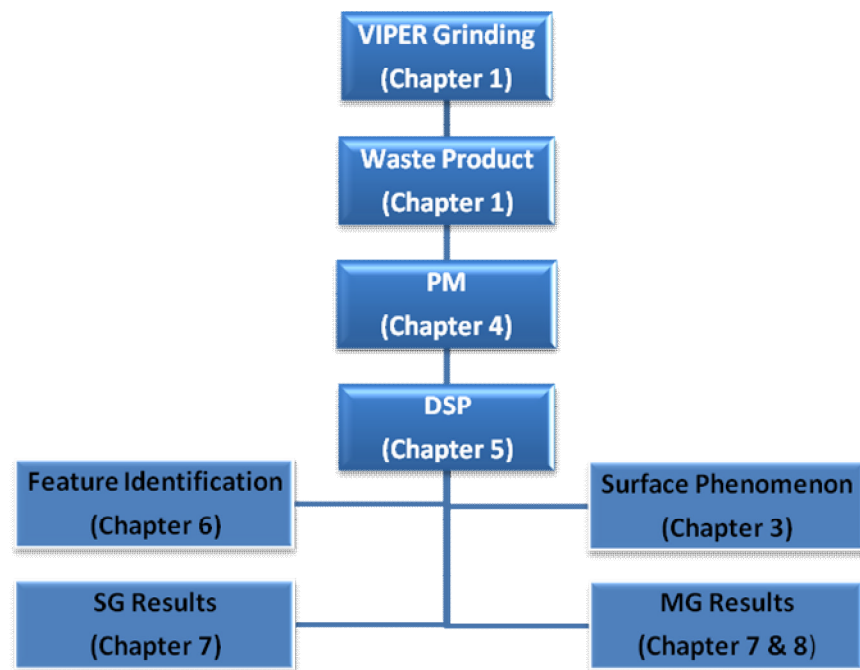 VIPER Grinding
(Chapter 1)
Waste Product
(Chapter 1)
PM
(Chapter 4)
DSP
(Chapter 5)
Feature Identification
(Chapter 6)
Surface Phenomenon
(Chapter 3)
SG Results
(Chapter 7)
MG Results
(Chapter 7 & 8)